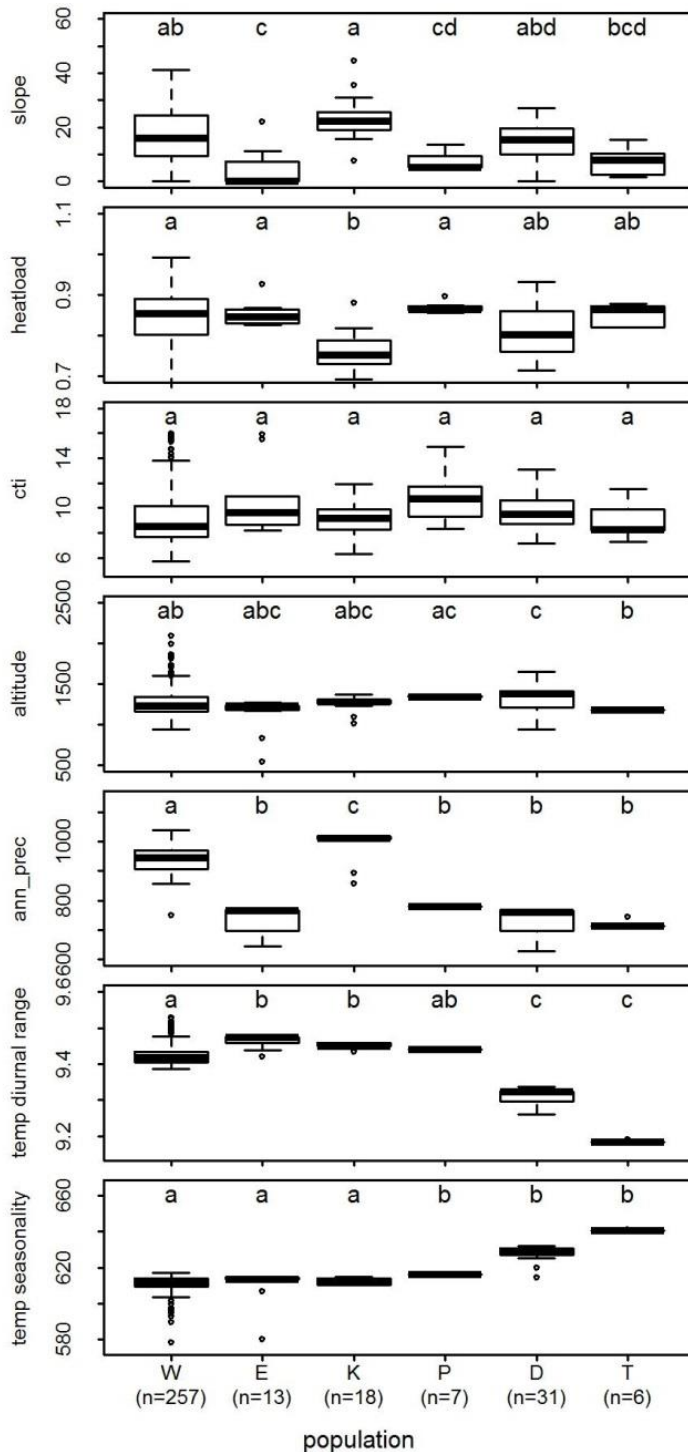 ab c a cd abd bcd
slope
60
40
20
0
a a b a ab ab
heatload
1.1
0.9
0.7
a a a a a a
cti
18
14
10
6
ab abc abc ac c b
altitude
2500
1500
500
a b c b b b
ann_prec
1000
800
600
a b b ab c c
temp diurnal range
9.6
9.4
9.2
a a a b b b
temp seasonality
660
620
580
W E K P D T
(n=257) (n=13) (n=18) (n=7) (n=31) (n=6)
population